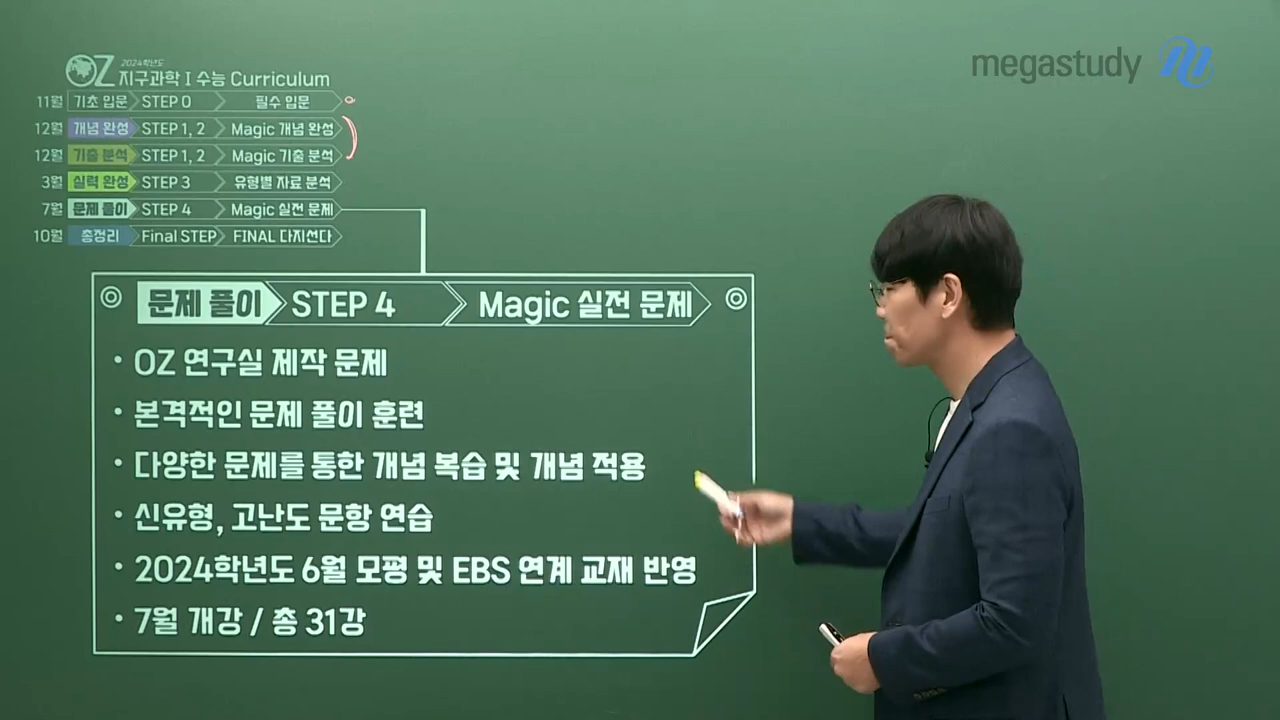 megastudy
OZ 2024학년도 지구과학 I 수능 Curriculum
11월 기초 입문 STEP 0 필수 입문
12월 개념 완성 STEP 1, 2 Magic 개념 완성
12월 기출 분석 STEP 1, 2 Magic 기출 분석
3월 실력 완성 STEP 3 유형별 자료 분석
7월 문제 풀이 STEP 4 Magic 실전 문제
10월 총정리 Final STEP FINAL 다지선다
문제 풀이 STEP 4 Magic 실전 문제
• OZ 연구실 제작 문제
• 본격적인 문제 풀이 훈련
• 다양한 문제를 통한 개념 복습 및 개념 적용
• 신유형, 고난도 문항 연습
• 2024학년도 6월 모평 및 EBS 연계 교재 반영
• 7월 개강 / 총 31강